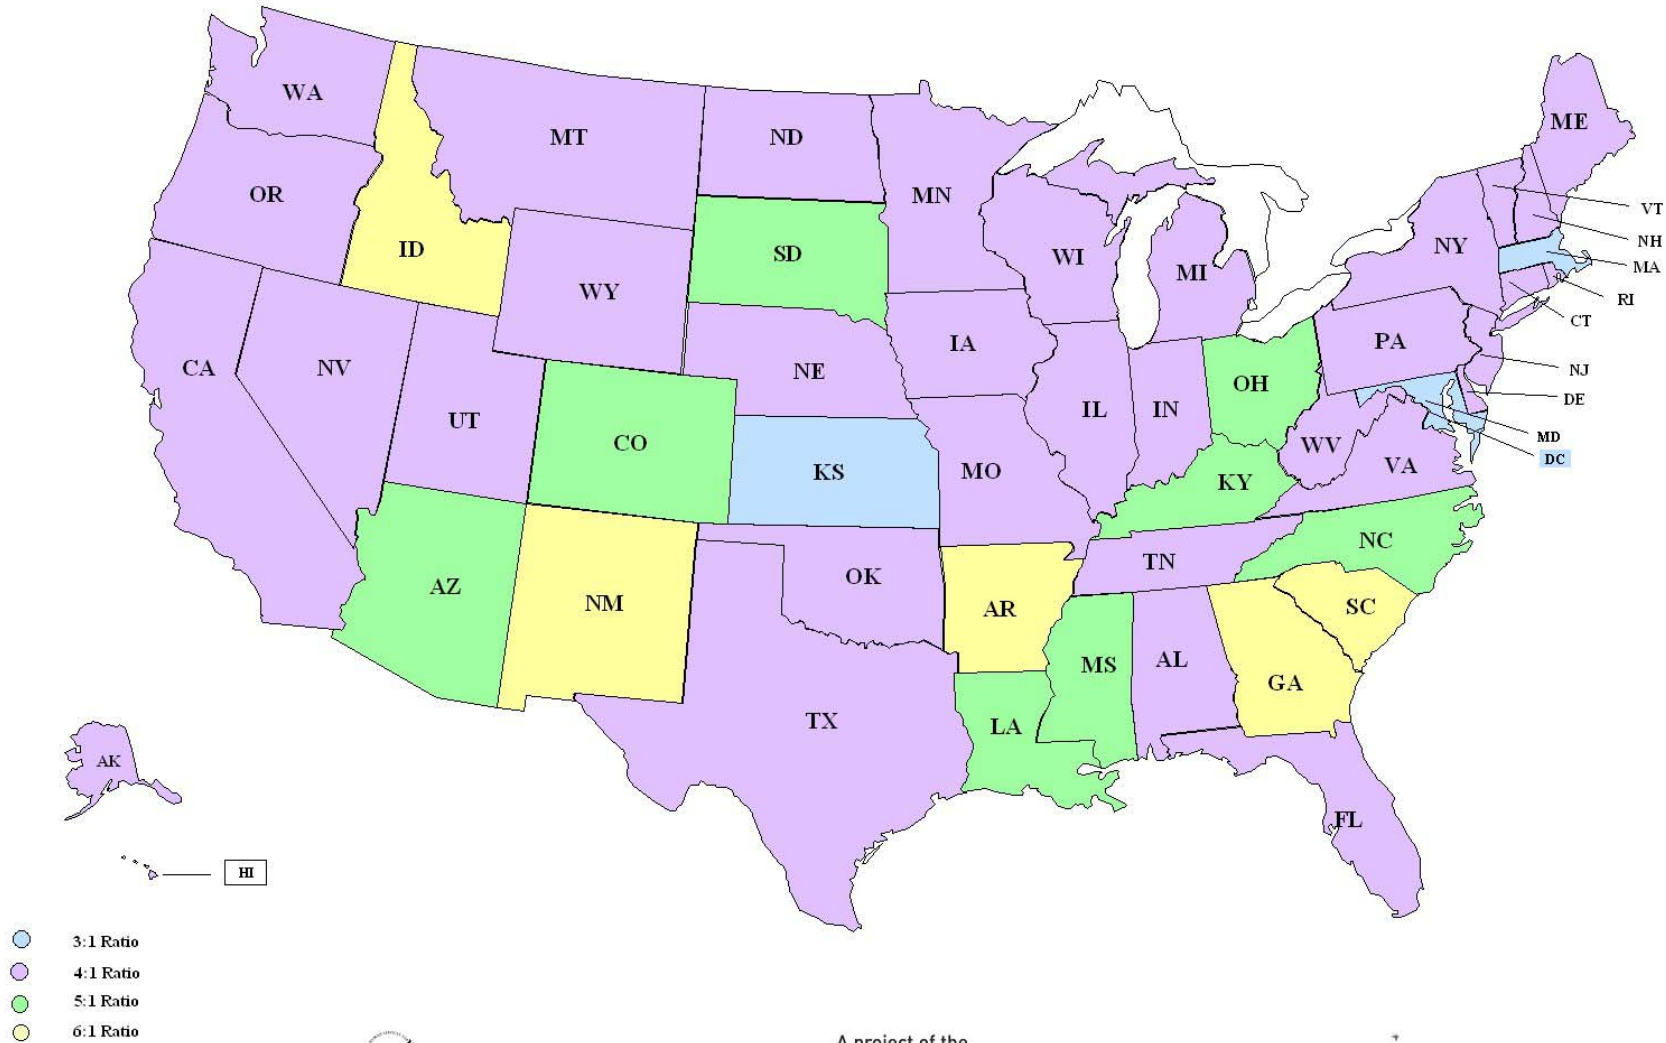 WA
MT
ND
MN
ME
OR
ID
SD
WI
MI
NY
VT
NH
MA
RI
CT
WY
IA
PA
NJ
DE
MD
DC
CA
NV
UT
CO
NE
KS
MO
IL
IN
OH
WV
VA
KY
NC
TN
AZ
NM
OK
AR
SC
MS
AL
GA
LA
TX
FL
AK
HI
3:1 Ratio
4:1 Ratio
5:1 Ratio
6:1 Ratio
A project of the